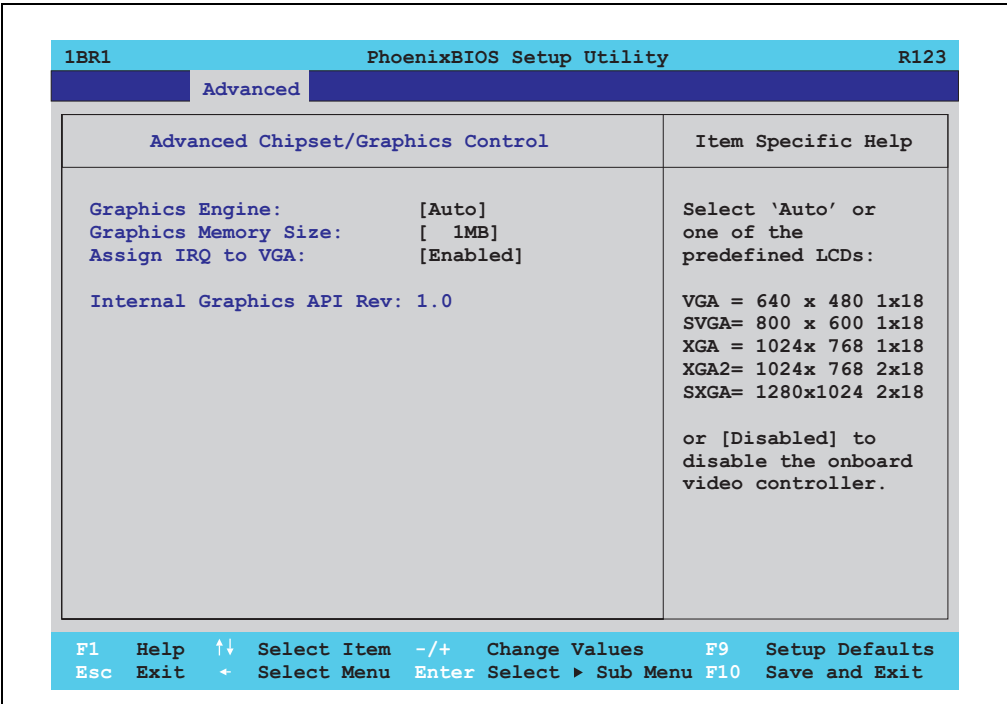 1BR1 PhoenixBIOS Setup Utility R123
Advanced
Advanced Chipset/Graphics Control
Graphics Engine: [Auto]
Graphics Memory Size: [ 1MB]
Assign IRQ to VGA: [Enabled]
Internal Graphics API Rev: 1.0
Item Specific Help
Select ‘Auto’ or
one of the
predefined LCDs:
VGA = 640 x 480 1x18
SVGA= 800 x 600 1x18
XGA = 1024x 768 1x18
XGA2= 1024x 768 2x18
SXGA= 1280x1024 2x18
or [Disabled] to
disable the onboard
video controller.
F1 Help ↑↓ Select Item -/+ Change Values F9 Setup Defaults
Esc Exit ← Select Menu Enter Select ▶ Sub Menu F10 Save and Exit